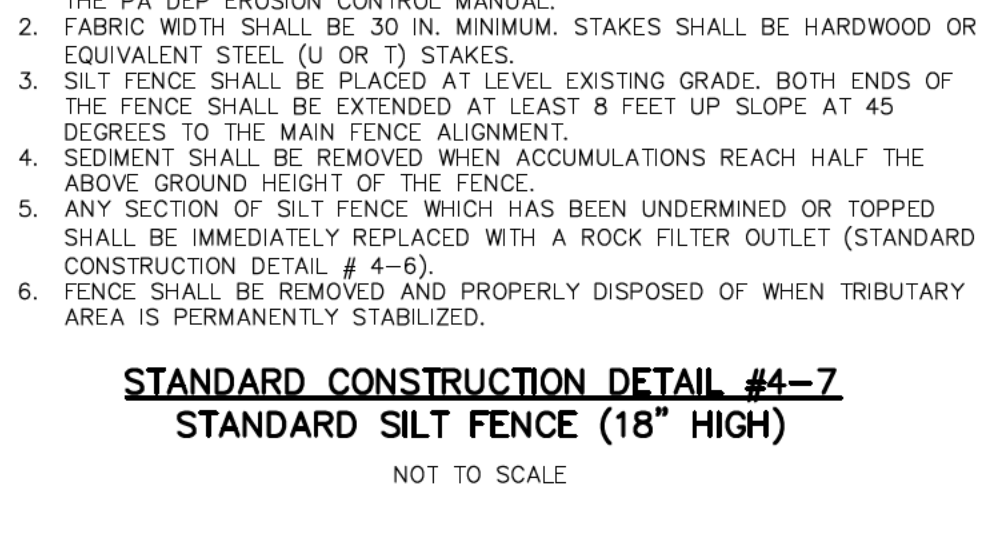 THE PA DEP EROSION CONTROL MANUAL.
2. FABRIC WIDTH SHALL BE 30 IN. MINIMUM. STAKES SHALL BE HARDWOOD OR
EQUIVALENT STEEL (U OR T) STAKES.
3. SILT FENCE SHALL BE PLACED AT LEVEL EXISTING GRADE. BOTH ENDS OF
THE FENCE SHALL BE EXTENDED AT LEAST 8 FEET UP SLOPE AT 45
DEGREES TO THE MAIN FENCE ALIGNMENT.
4. SEDIMENT SHALL BE REMOVED WHEN ACCUMULATIONS REACH HALF THE
ABOVE GROUND HEIGHT OF THE FENCE.
5. ANY SECTION OF SILT FENCE WHICH HAS BEEN UNDERMINED OR TOPPED
SHALL BE IMMEDIATELY REPLACED WITH A ROCK FILTER OUTLET (STANDARD
CONSTRUCTION DETAIL # 4-6).
6. FENCE SHALL BE REMOVED AND PROPERLY DISPOSED OF WHEN TRIBUTARY
AREA IS PERMANENTLY STABILIZED.
STANDARD CONSTRUCTION DETAIL #4-7
STANDARD SILT FENCE (18" HIGH)
NOT TO SCALE